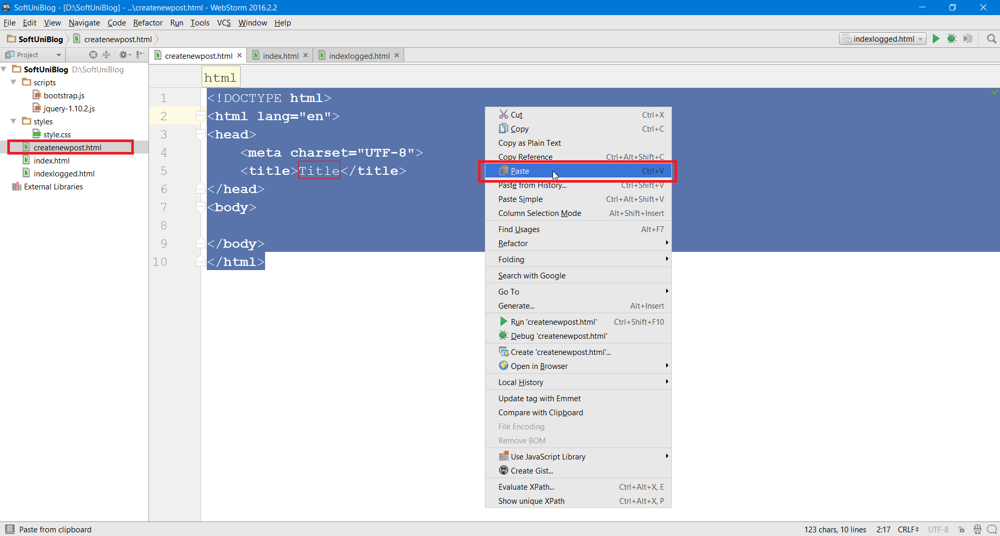 WS SoftUniBlog - [D:\SoftUniBlog] - ...\createnewpost.html - WebStorm 2016.2.2
File Edit View Navigate Code Refactor Run Tools VCS Window Help
SoftUniBlog createnewpost.html indexlogged.html
Project createnewpost.html index.html indexlogged.html
SoftUniBlog D:\SoftUniBlog
scripts
JS bootstrap.js
JS jquery-1.10.2.js
styles
CSS style.css
createnewpost.html
index.html
indexlogged.html
External Libraries
html
1 <!DOCTYPE html>
2 <html lang="en">
3 <head>
4 <meta charset="UTF-8">
5 <title>Title</title>
6 </head>
7 <body>
8
9 </body>
10 </html>
Cut Ctrl+X
Copy Ctrl+C
Copy as Plain Text
Copy Reference Ctrl+Alt+Shift+C
Paste Ctrl+V
Paste from History... Ctrl+Shift+V
Paste Simple Ctrl+Alt+Shift+V
Column Selection Mode Alt+Shift+Insert
Find Usages Alt+F7
Refactor
Folding
Search with Google
Go To
Generate... Alt+Insert
Run 'createnewpost.html' Ctrl+Shift+F10
Debug 'createnewpost.html'
Create 'createnewpost.html'...
Open in Browser
Local History
Update tag with Emmet
Compare with Clipboard
File Encoding
Remove BOM
JS Use JavaScript Library
Create Gist...
Evaluate XPath... Ctrl+Alt+X, E
Show unique XPath Ctrl+Alt+X, P
Paste from clipboard 123 chars, 10 lines 2:17 CRLF UTF-8